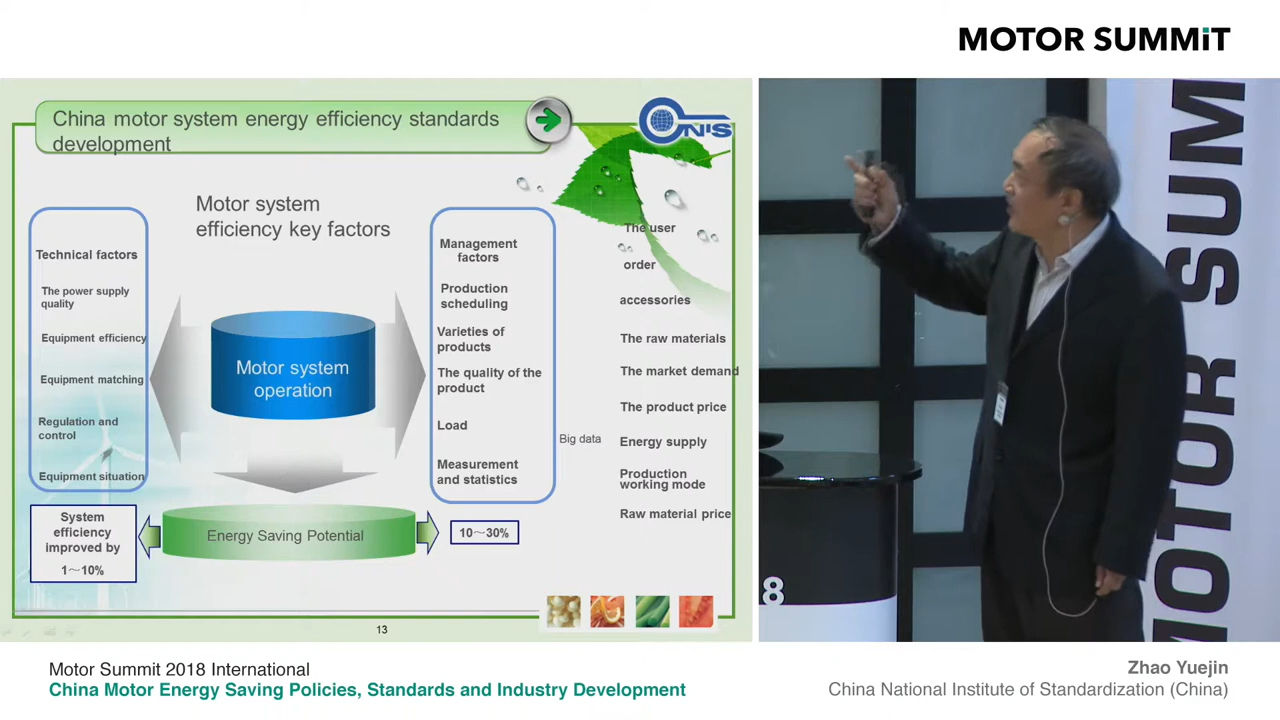 MOTOR SUMMiT
China motor system energy efficiency standards
development
CNIS
Motor system
efficiency key factors
Technical factors
The power supply
quality
Equipment efficiency
Equipment matching
Regulation and
control
Equipment situation
Motor system
operation
Management
factors
Production
scheduling
Varieties of
products
The quality of the
product
Load
Measurement
and statistics
Big data
The user
order
accessories
The raw materials
The market demand
The product price
Energy supply
Production
working mode
Raw material price
System
efficiency
improved by
1～10%
Energy Saving Potential
10～30%
13
MOTOR SUM
MOTOR SUM
8
Motor Summit 2018 International
China Motor Energy Saving Policies, Standards and Industry Development
Zhao Yuejin
China National Institute of Standardization (China)